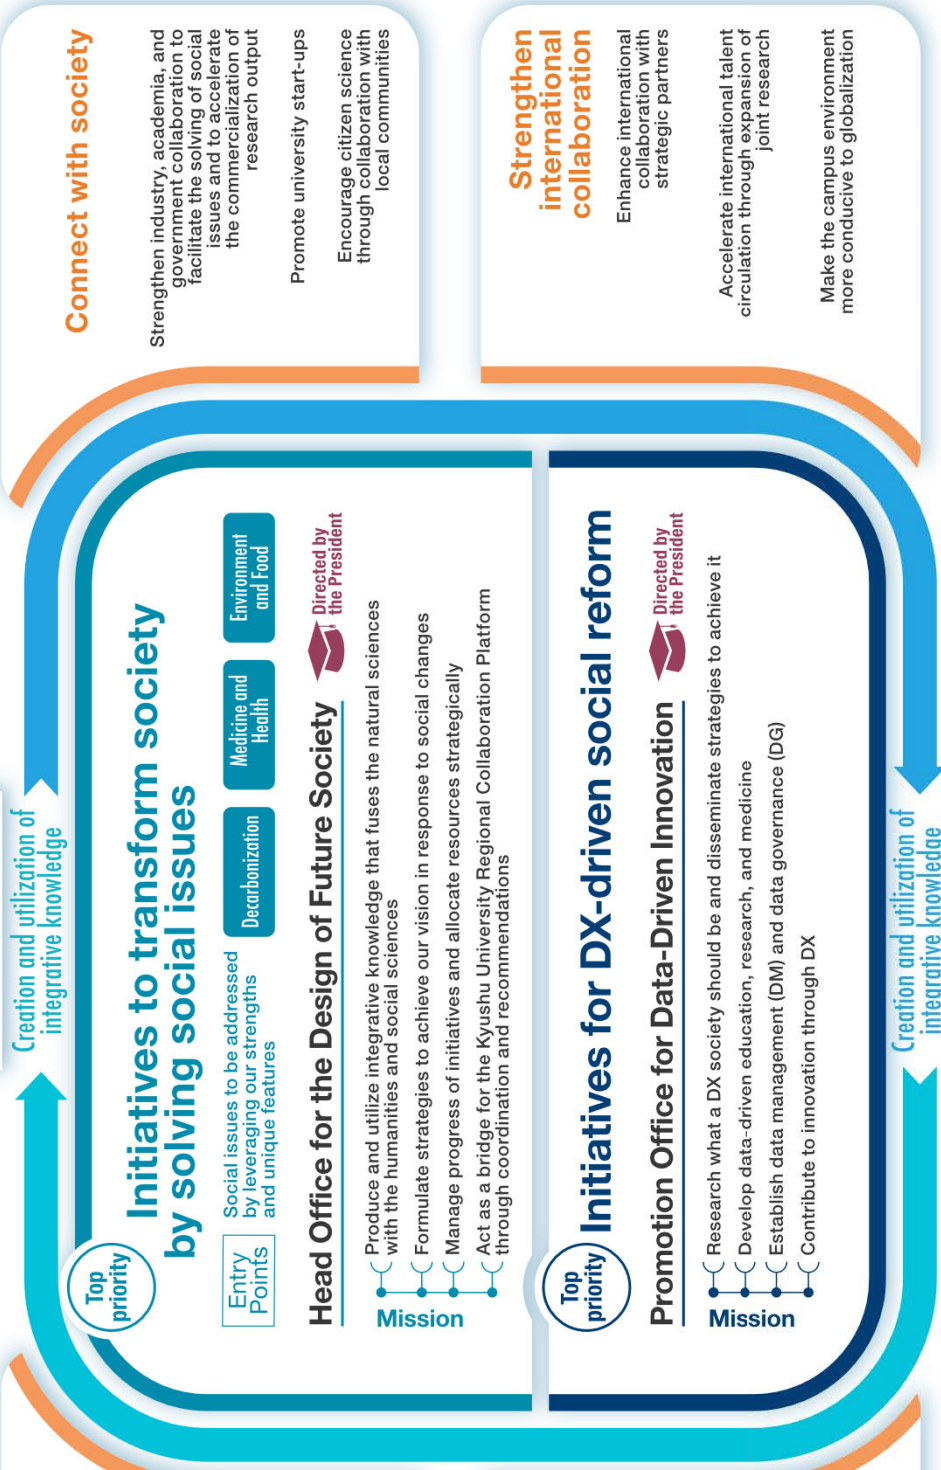 Creation and utilization of
integrative knowledge
Top
priority
Initiatives to transform society
by solving social issues
Entry
Points
Social issues to be addressed
by leveraging our strengths
and unique features
Decarbonization
Medicine and
Health
Environment
and Food
Head Office for the Design of Future Society
Directed by
the President
Mission
Produce and utilize integrative knowledge that fuses the natural sciences
with the humanities and social sciences
Formulate strategies to achieve our vision in response to social changes
Manage progress of initiatives and allocate resources strategically
Act as a bridge for the Kyushu University Regional Collaboration Platform
through coordination and recommendations
Top
priority
Initiatives for DX-driven social reform
Promotion Office for Data-Driven Innovation
Directed by
the President
Mission
Research what a DX society should be and disseminate strategies to achieve it
Develop data-driven education, research, and medicine
Establish data management (DM) and data governance (DG)
Contribute to innovation through DX
Creation and utilization of
integrative knowledge
Connect with society
Strengthen industry, academia, and
government collaboration to
facilitate the solving of social
issues and to accelerate
the commercialization of
research output
Promote university start-ups
Encourage citizen science
through collaboration with
local communities
Strengthen
international
collaboration
Enhance international
collaboration with
strategic partners
Accelerate international talent
circulation through expansion of
joint research
Make the campus environment
more conducive to globalization